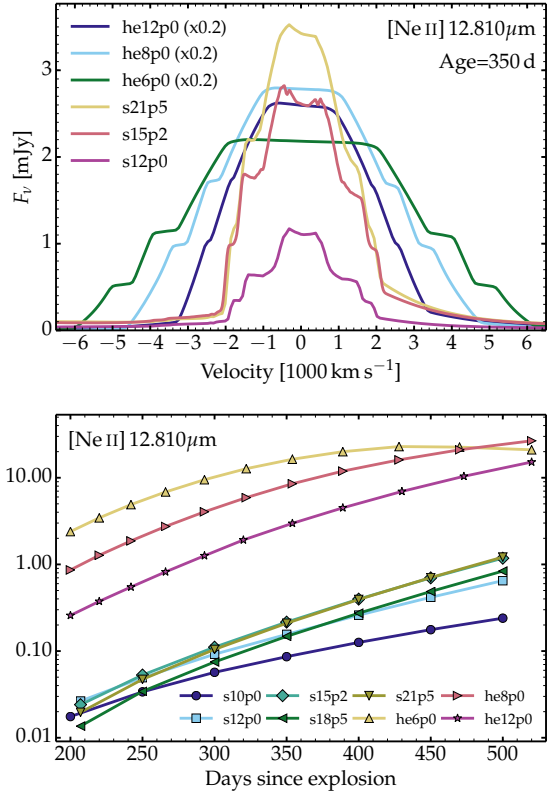 he12p0 (x0.2)
he8p0 (x0.2)
he6p0 (x0.2)
s21p5
s15p2
s12p0
[Ne II] 12.810μm
Age=350 d
3
2
1
0
Fν [mJy]
−6 −5 −4 −3 −2 −1 0 1 2 3 4 5 6
Velocity [1000 km s⁻¹]
[Ne II] 12.810μm
10.00
1.00
0.10
0.01
s10p0 s15p2 s21p5 he8p0
s12p0 s18p5 he6p0 he12p0
200 250 300 350 400 450 500
Days since explosion